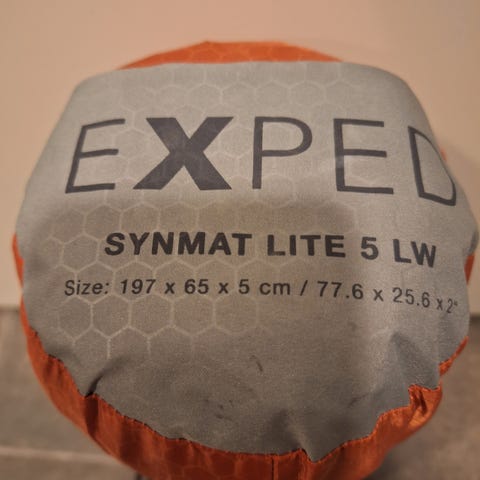 EXPED
SYNMAT LITE 5 LW
Size: 197 x 65 x 5 cm / 77.6 x 25.6 x 2"